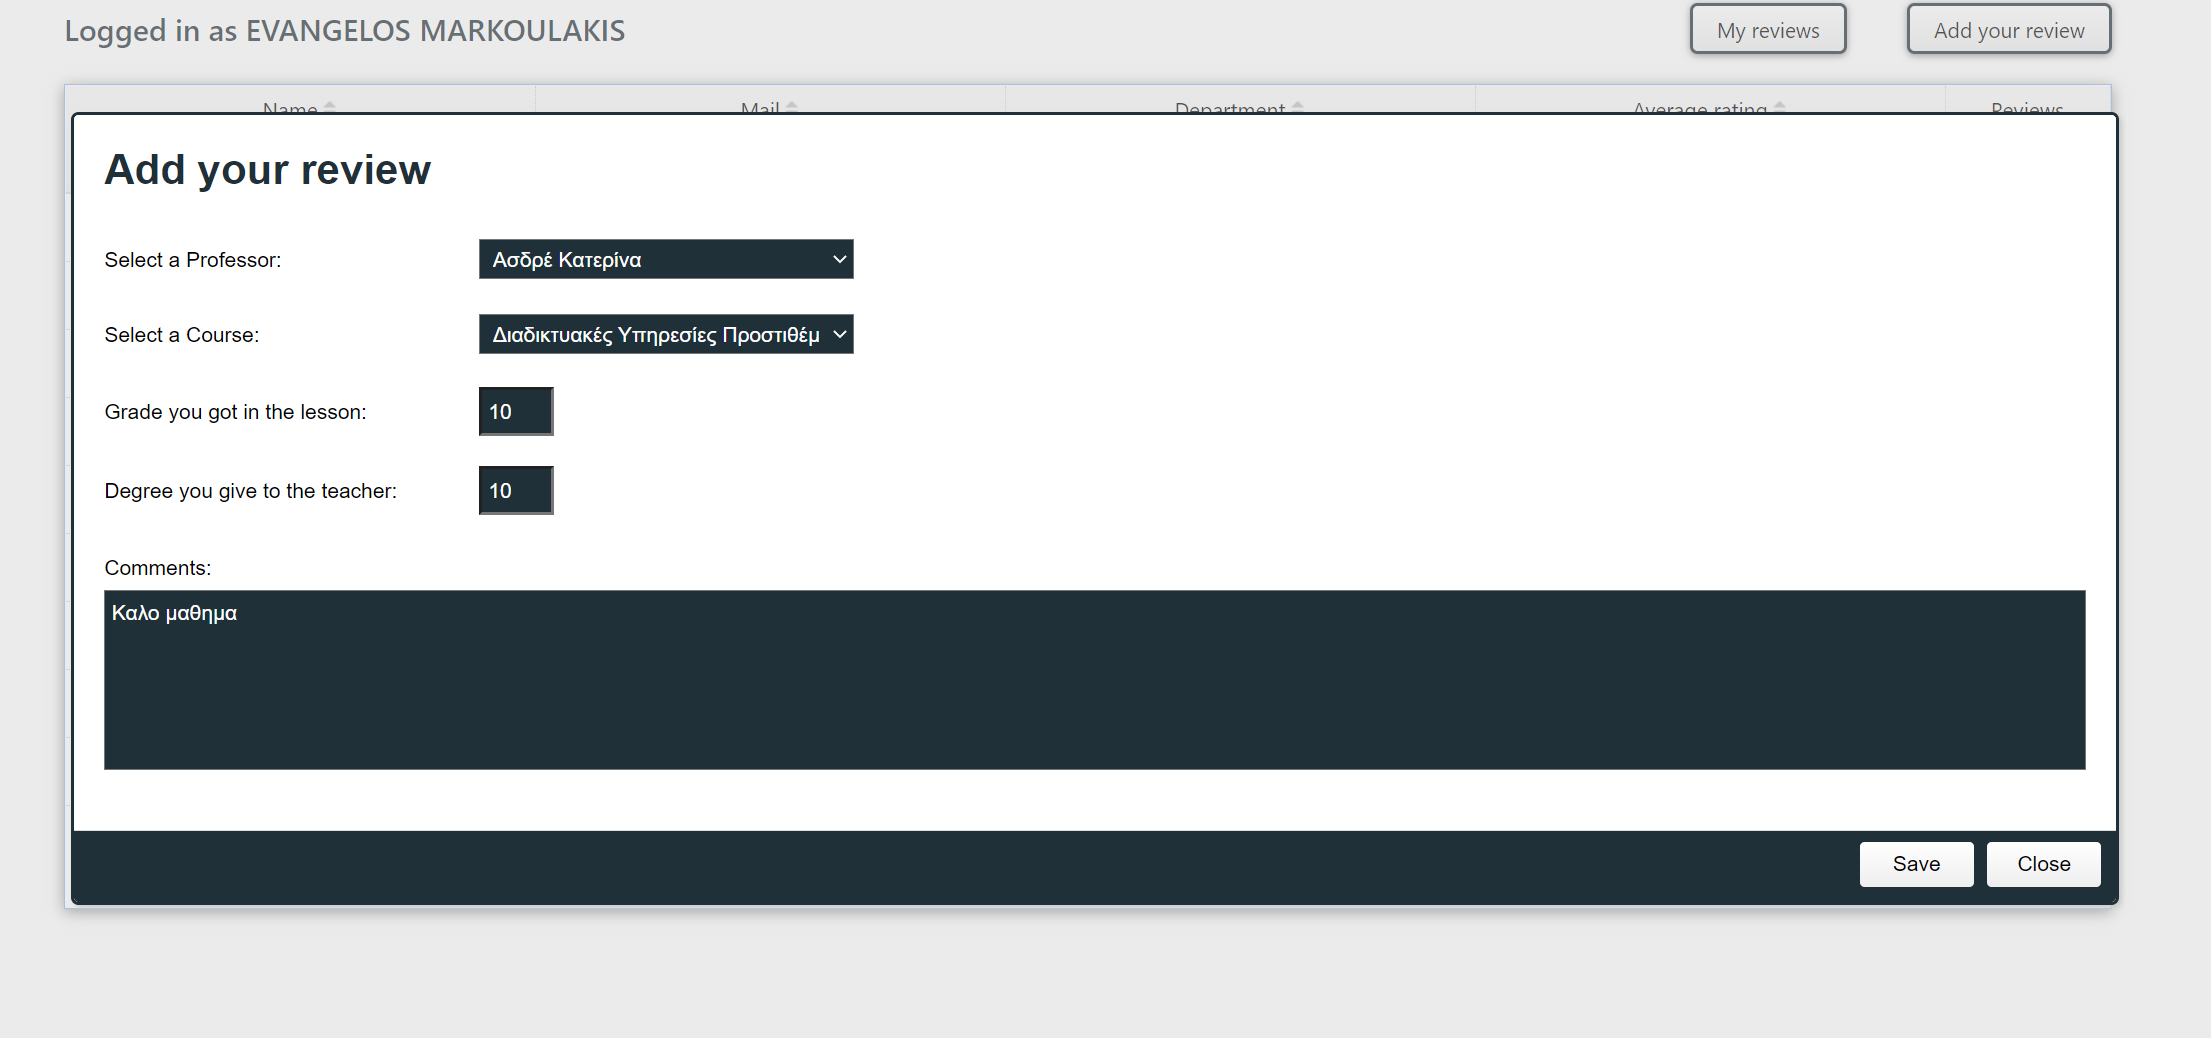 Logged in as EVANGELOS MARKOULAKIS
My reviews
Add your review
Name
Mail
Department
Average rating
Reviews
Add your review
Select a Professor:
Ασδρέ Κατερίνα
Select a Course:
Διαδικτυακές Υπηρεσίες Προστιθέμ
Grade you got in the lesson:
10
Degree you give to the teacher:
10
Comments:
Καλο μαθημα
Save
Close